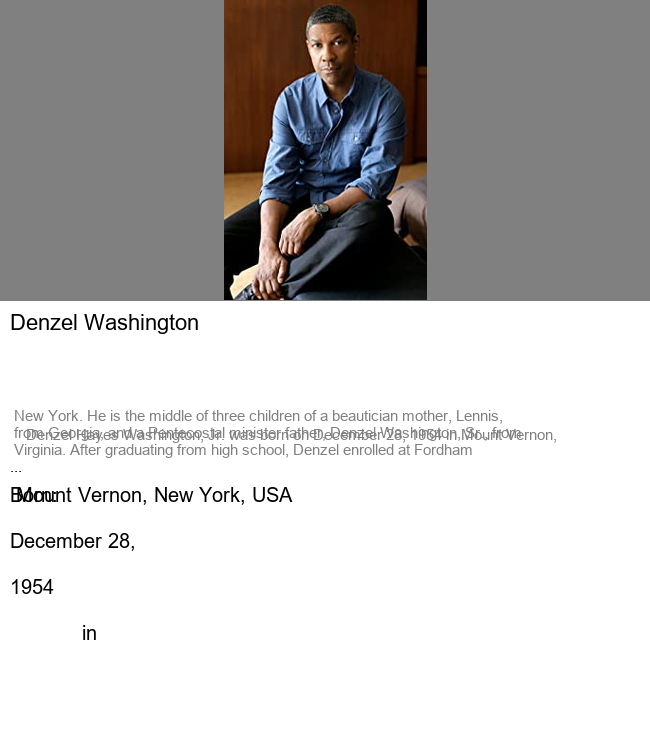 Denzel Washington
New York. He is the middle of three children of a beautician mother, Lennis,
from Georgia, and a Pentecostal minister father, Denzel Washington, Sr., from
Denzel Hayes Washington, Jr. was born on December 28, 1954 in Mount Vernon,
Virginia. After graduating from high school, Denzel enrolled at Fordham
...
Born: Mount Vernon, New York, USA
December 28,
1954
in